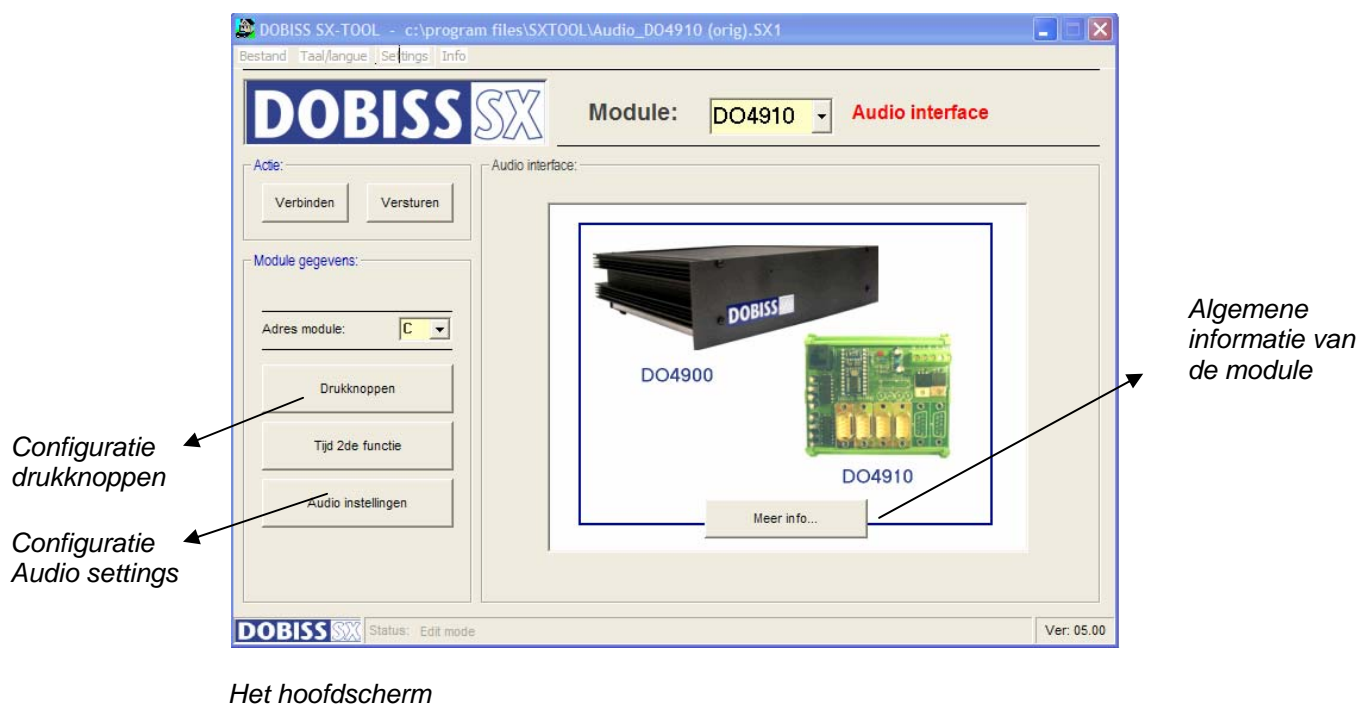 DOBISS SX-TOOL - c:\program files\SXTOOL\Audio_DO4910 (orig).SX1
Bestand Taal/langue Settings Info
DOBISS SX
Module: DO4910 Audio interface
Actie:
Verbinden Versturen
Module gegevens:
Adres module: C
Drukknoppen
Tijd 2de functie
Audio instellingen
Audio interface:
DOBISS
DO4900
DO4910
Meer info...
Configuratie
drukknoppen
Configuratie
Audio settings
Algemene
informatie van
de module
DOBISS SX Status: Edit mode Ver: 05.00
Het hoofdscherm